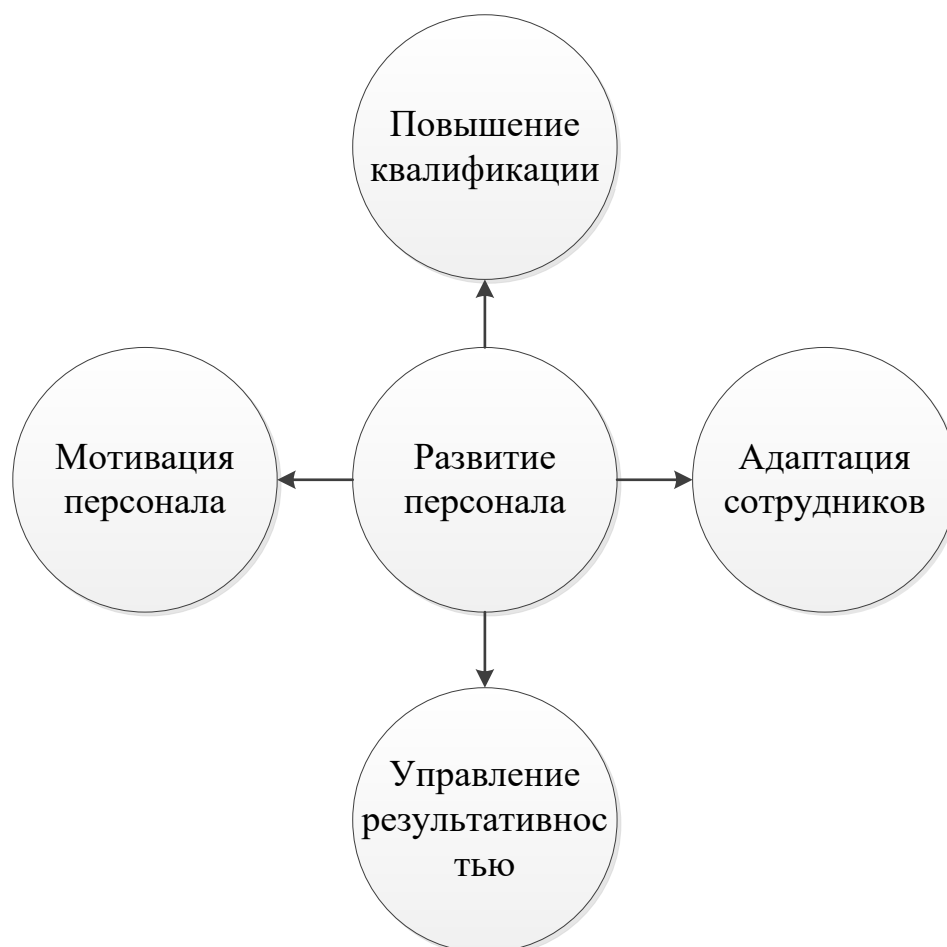 Повышение
квалификации
Мотивация
персонала
Развитие
персонала
Адаптация
сотрудников
Управление
результативнос
тью